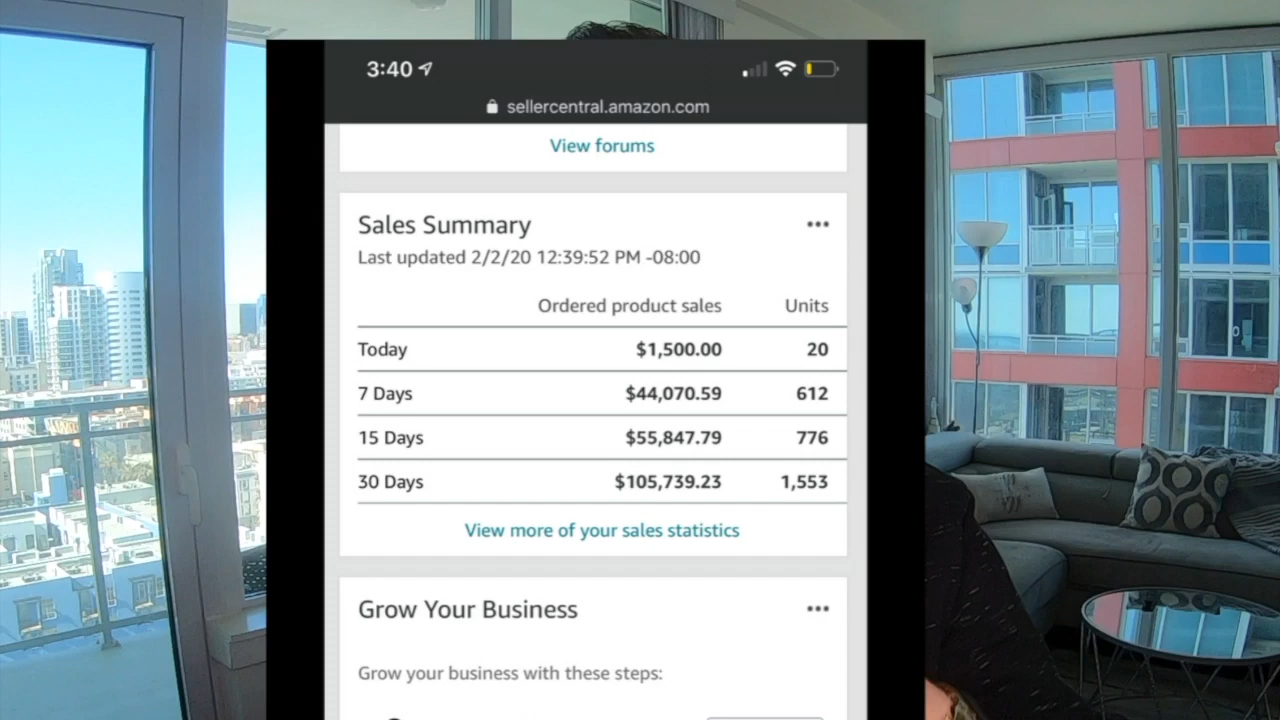 3:40
sellercentral.amazon.com
View forums
Sales Summary
Last updated 2/2/20 12:39:52 PM -08:00
Ordered product sales Units
Today $1,500.00 20
7 Days $44,070.59 612
15 Days $55,847.79 776
30 Days $105,739.23 1,553
View more of your sales statistics
Grow Your Business
Grow your business with these steps: